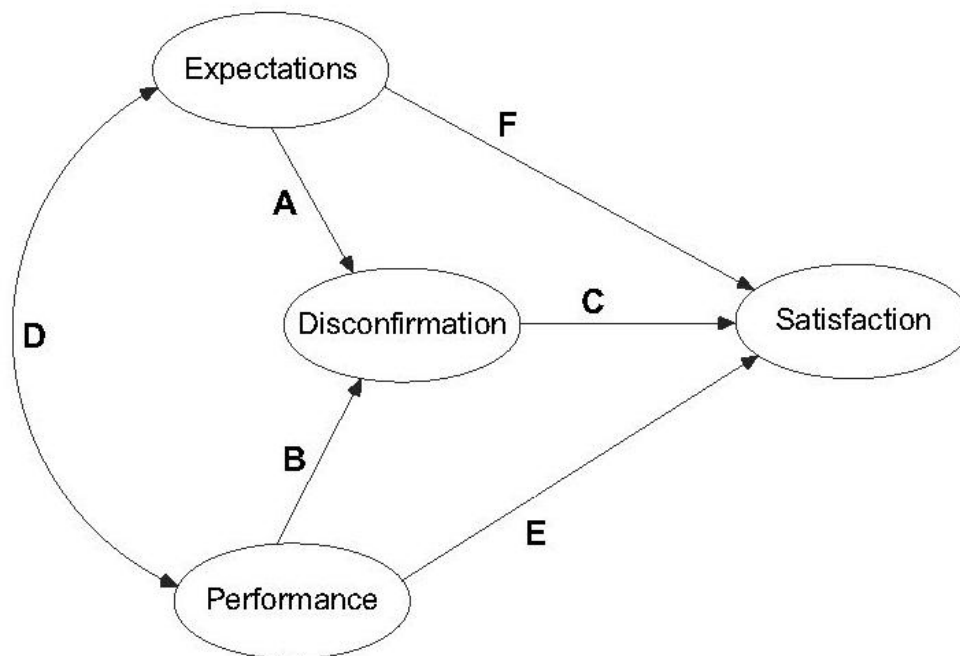 Expectations
F
A
Disconfirmation
C
Satisfaction
D
B
E
Performance